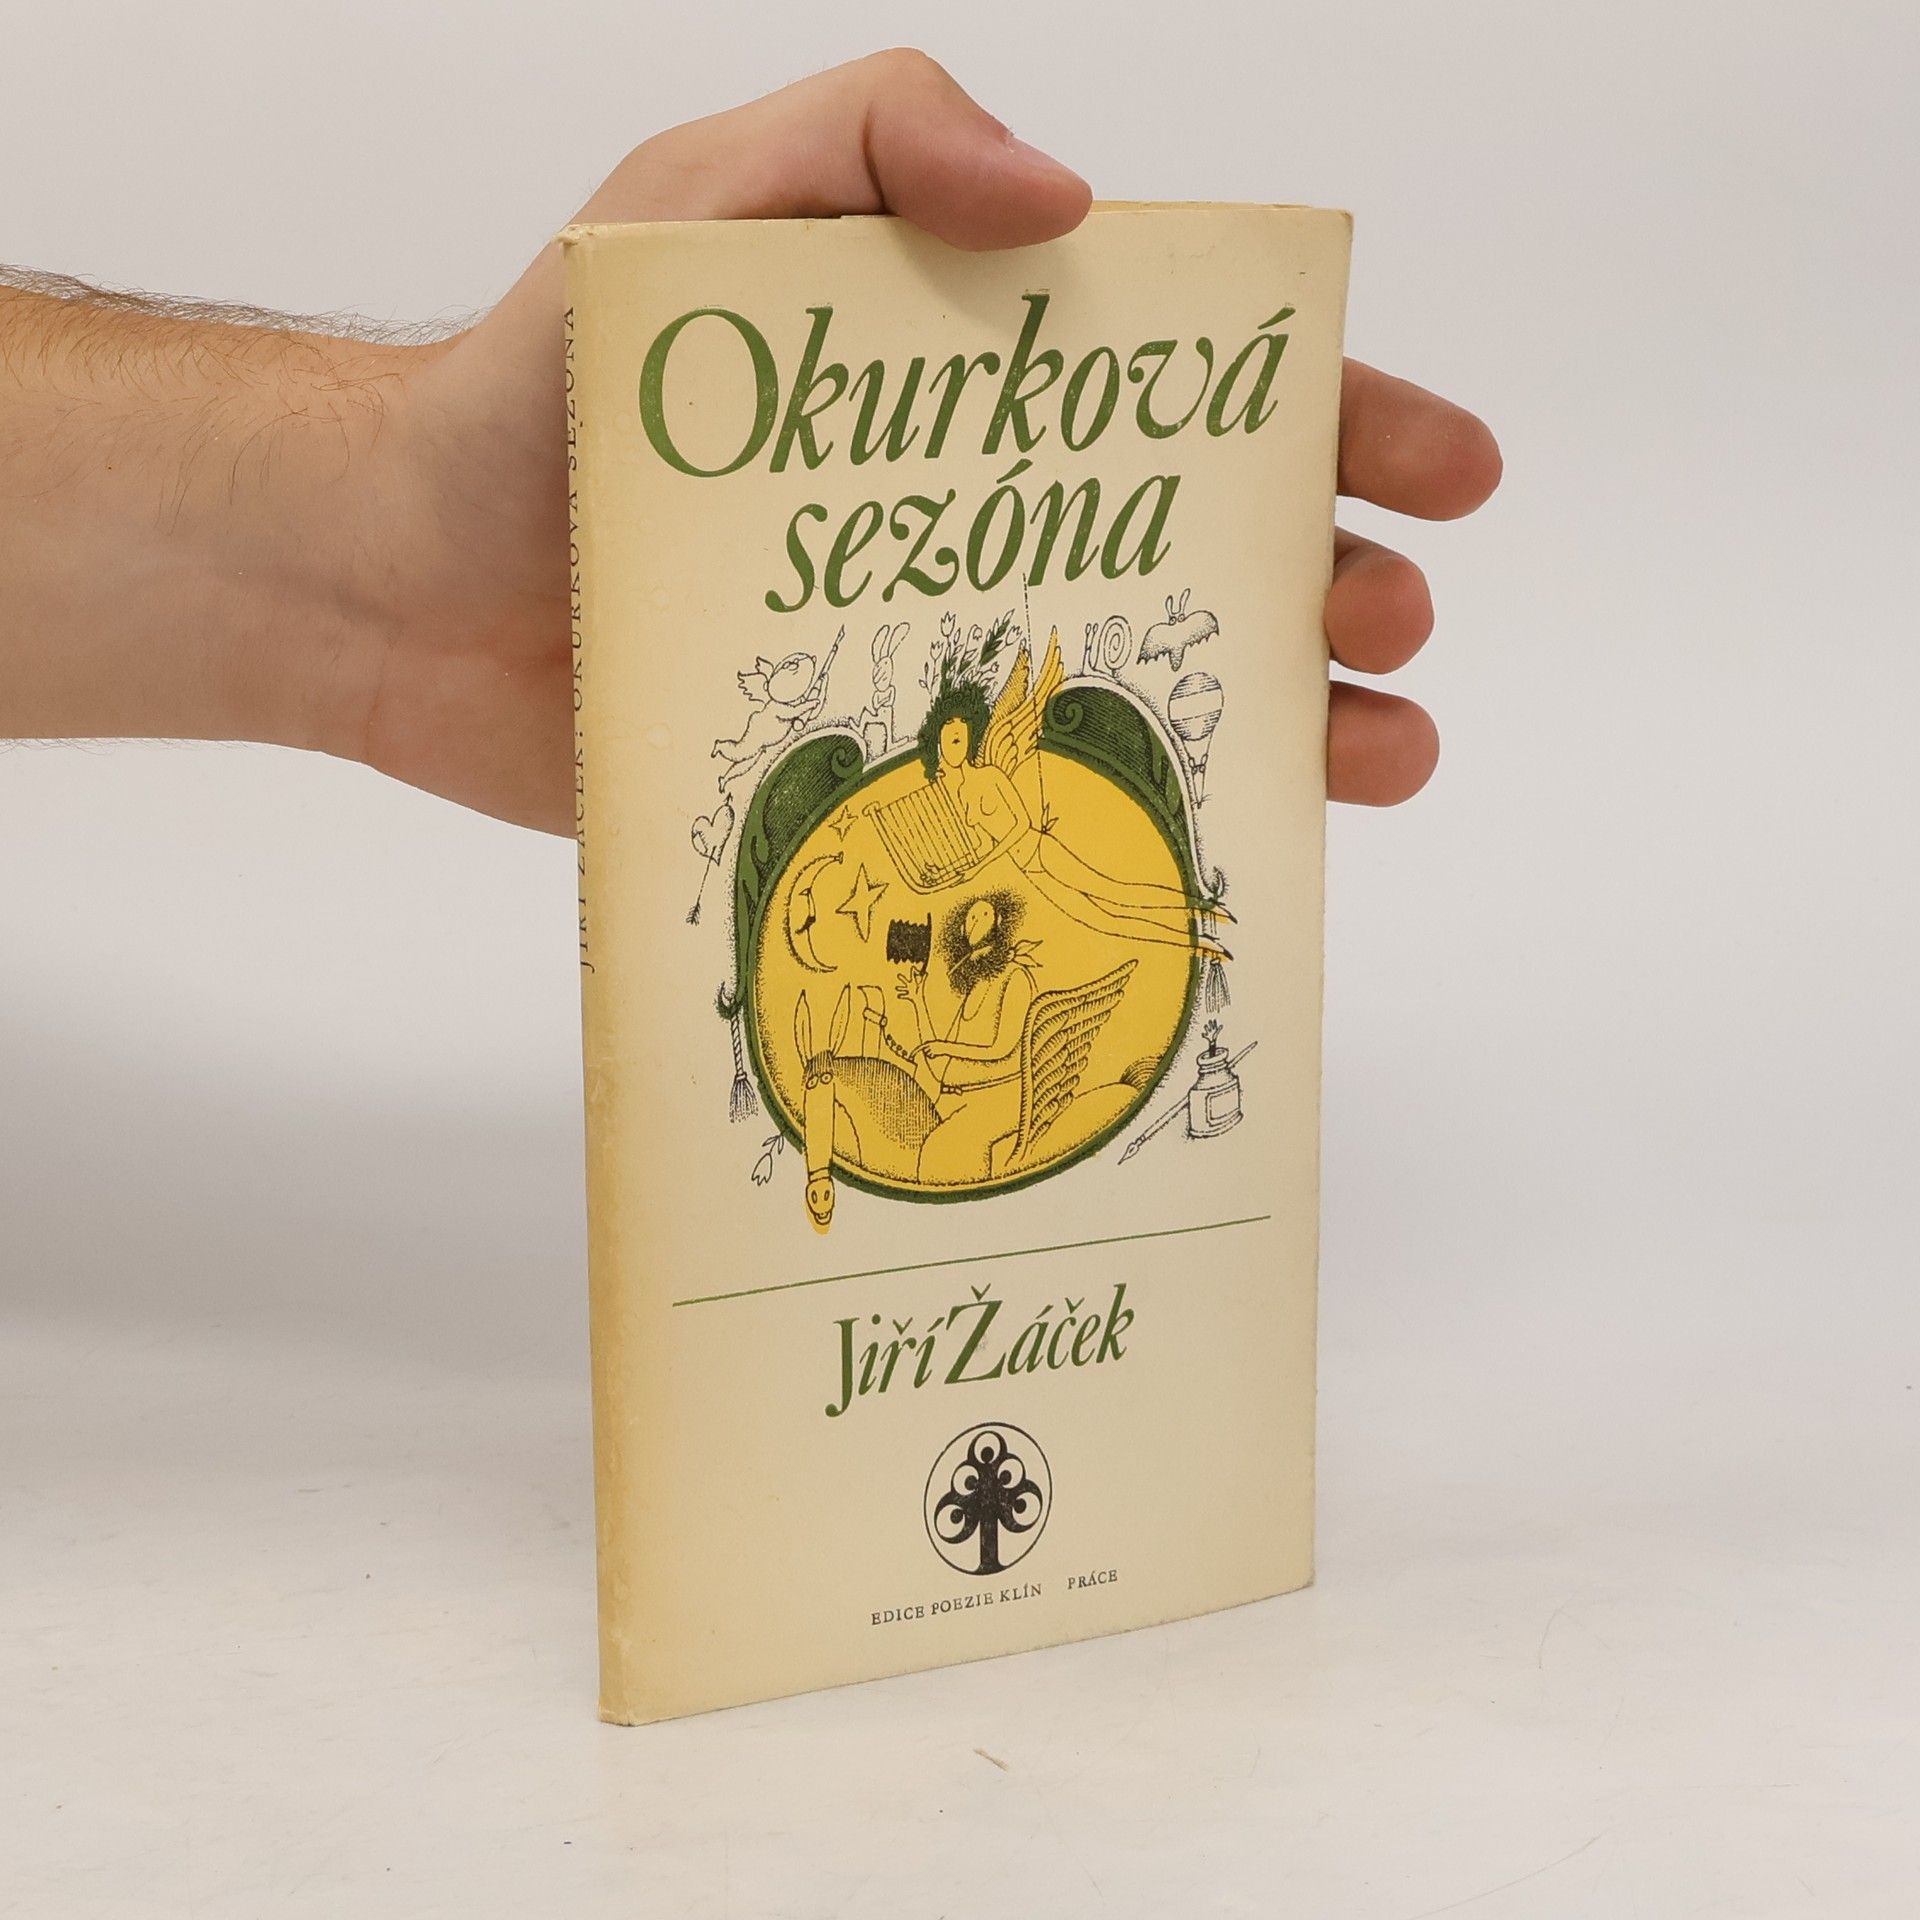 Okurková
sezóna
Jiří Žáček
EDICE POEZIE KLÍN PRÁCE
JIŘÍ ŽÁČEK: OKURKOVÁ SEZÓNA